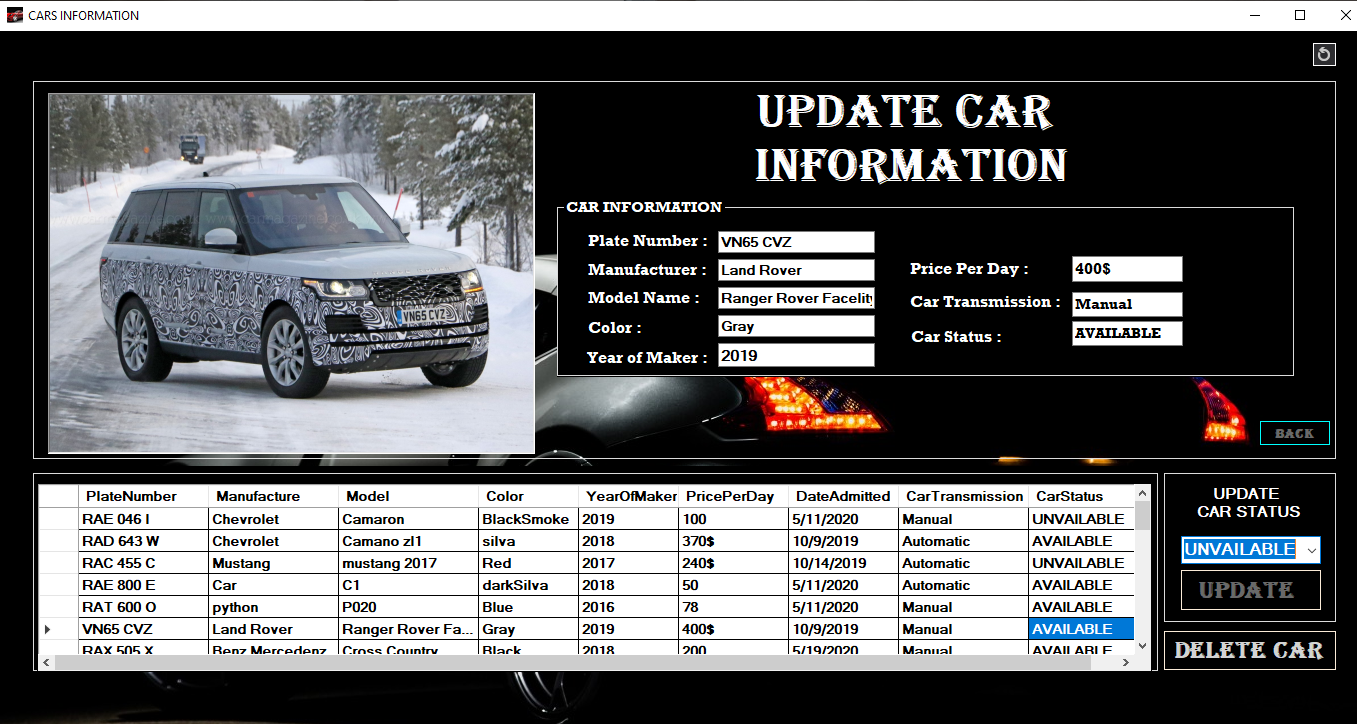 CARS INFORMATION
UPDATE CAR
INFORMATION
CAR INFORMATION
Plate Number : VN65 CVZ
Manufacturer : Land Rover
Model Name : Ranger Rover Facelit
Color : Gray
Year of Maker : 2019
Price Per Day : 400$
Car Transmission : Manual
Car Status : AVAILABLE
VN65 CVZ
BACK
PlateNumber Manufacture Model Color YearOfMaker PricePerDay DateAdmitted CarTransmission CarStatus
RAE 046 I Chevrolet Camaron BlackSmoke 2019 100 5/11/2020 Manual UNVAILABLE
RAD 643 W Chevrolet Camano zl1 silva 2018 370$ 10/9/2019 Automatic AVAILABLE
RAC 455 C Mustang mustang 2017 Red 2017 240$ 10/14/2019 Automatic UNVAILABLE
RAE 800 E Car C1 darkSilva 2018 50 5/11/2020 Automatic AVAILABLE
RAT 600 O python P020 Blue 2016 78 5/11/2020 Manual AVAILABLE
VN65 CVZ Land Rover Ranger Rover Fa... Gray 2019 400$ 10/9/2019 Manual AVAILABLE
RAX 505 X Benz Mercedenz Cross Country Black 2018 200 5/19/2020 Manual AVAILABLE
UPDATE
CAR STATUS
UNVAILABLE
UPDATE
DELETE CAR